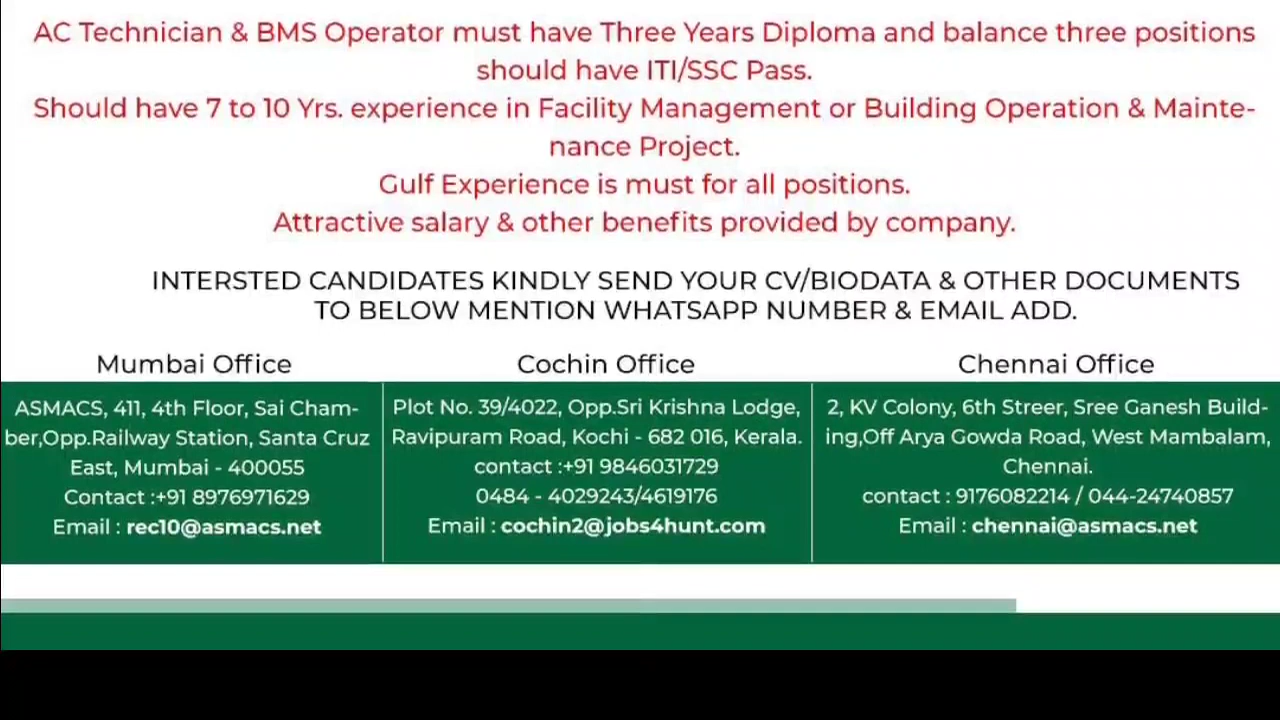 AC Technician & BMS Operator must have Three Years Diploma and balance three positions
should have ITI/SSC Pass.
Should have 7 to 10 Yrs. experience in Facility Management or Building Operation & Mainte-
nance Project.
Gulf Experience is must for all positions.
Attractive salary & other benefits provided by company.
INTERSTED CANDIDATES KINDLY SEND YOUR CV/BIODATA & OTHER DOCUMENTS
TO BELOW MENTION WHATSAPP NUMBER & EMAIL ADD.
Mumbai Office
ASMACS, 411, 4th Floor, Sai Cham-
ber,Opp.Railway Station, Santa Cruz
East, Mumbai - 400055
Contact :+91 8976971629
Email : rec10@asmacs.net
Cochin Office
Plot No. 39/4022, Opp.Sri Krishna Lodge,
Ravipuram Road, Kochi - 682 016, Kerala.
contact :+91 9846031729
0484 - 4029243/4619176
Email : cochin2@jobs4hunt.com
Chennai Office
2, KV Colony, 6th Streer, Sree Ganesh Build-
ing,Off Arya Gowda Road, West Mambalam,
Chennai.
contact : 9176082214 / 044-24740857
Email : chennai@asmacs.net